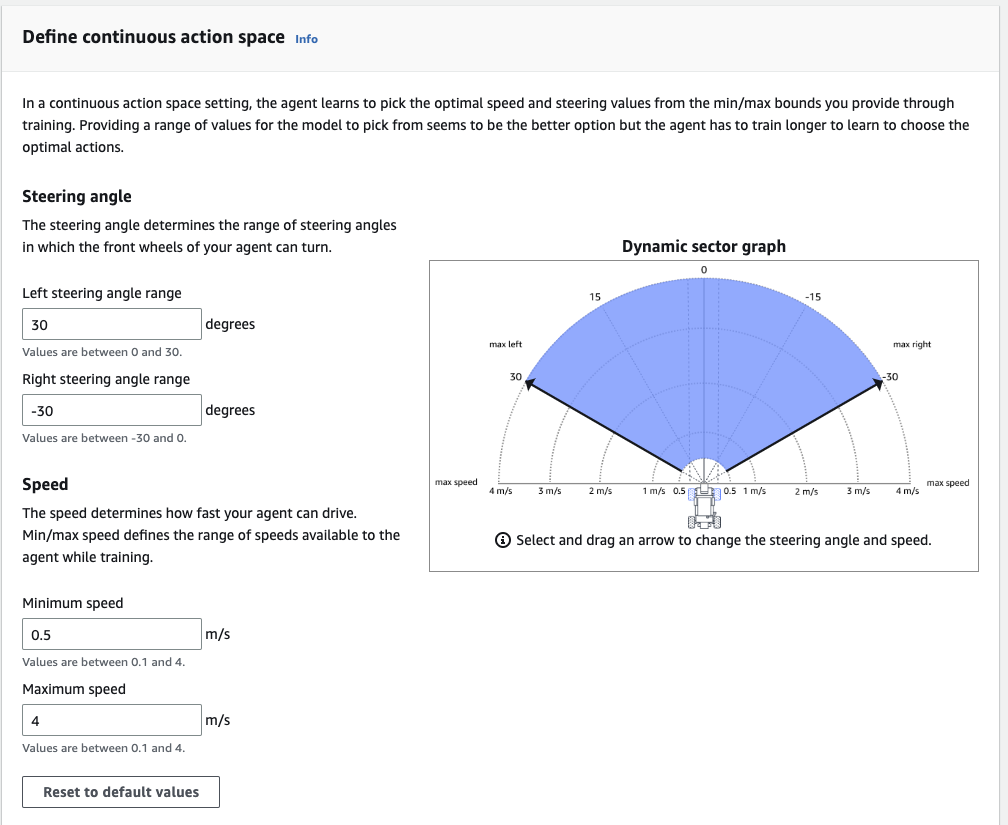 Define continuous action space Info
In a continuous action space setting, the agent learns to pick the optimal speed and steering values from the min/max bounds you provide through
training. Providing a range of values for the model to pick from seems to be the better option but the agent has to train longer to learn to choose the
optimal actions.
Steering angle
The steering angle determines the range of steering angles
in which the front wheels of your agent can turn.
Left steering angle range
30 degrees
Values are between 0 and 30.
Right steering angle range
-30 degrees
Values are between -30 and 0.
Speed
The speed determines how fast your agent can drive.
Min/max speed defines the range of speeds available to the
agent while training.
Minimum speed
0.5 m/s
Values are between 0.1 and 4.
Maximum speed
4 m/s
Values are between 0.1 and 4.
Reset to default values
Dynamic sector graph
0
15 -15
max left max right
30 -30
max speed 4 m/s 3 m/s 2 m/s 1 m/s 0.5 0.5 1 m/s 2 m/s 3 m/s 4 m/s max speed
Select and drag an arrow to change the steering angle and speed.